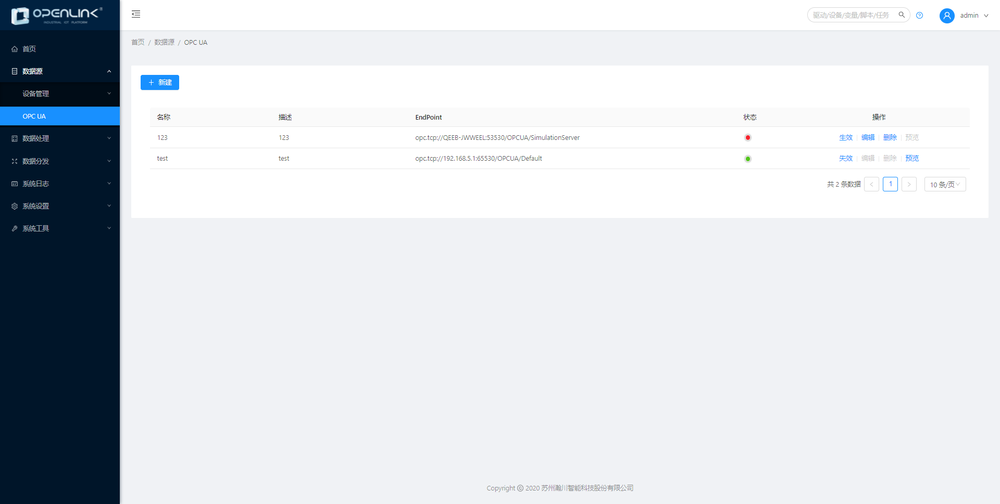 OPENLINK®
INDUSTRIAL IOT PLATFORM
驱动/设备/变量/脚本/任务
admin
首页
数据源
设备管理
OPC UA
数据处理
数据分发
系统日志
系统设置
系统工具
首页 / 数据源 / OPC UA
新建
名称 描述 EndPoint 状态 操作
123 123 opc.tcp://QEEB-JWWEEL:53530/OPCUA/SimulationServer 生效 编辑 删除 预览
test test opc.tcp://192.168.5.1:65530/OPCUA/Default 失效 编辑 删除 预览
共 2 条数据 < 1 > 10 条/页
Copyright © 2020 苏州瀚川智能科技股份有限公司